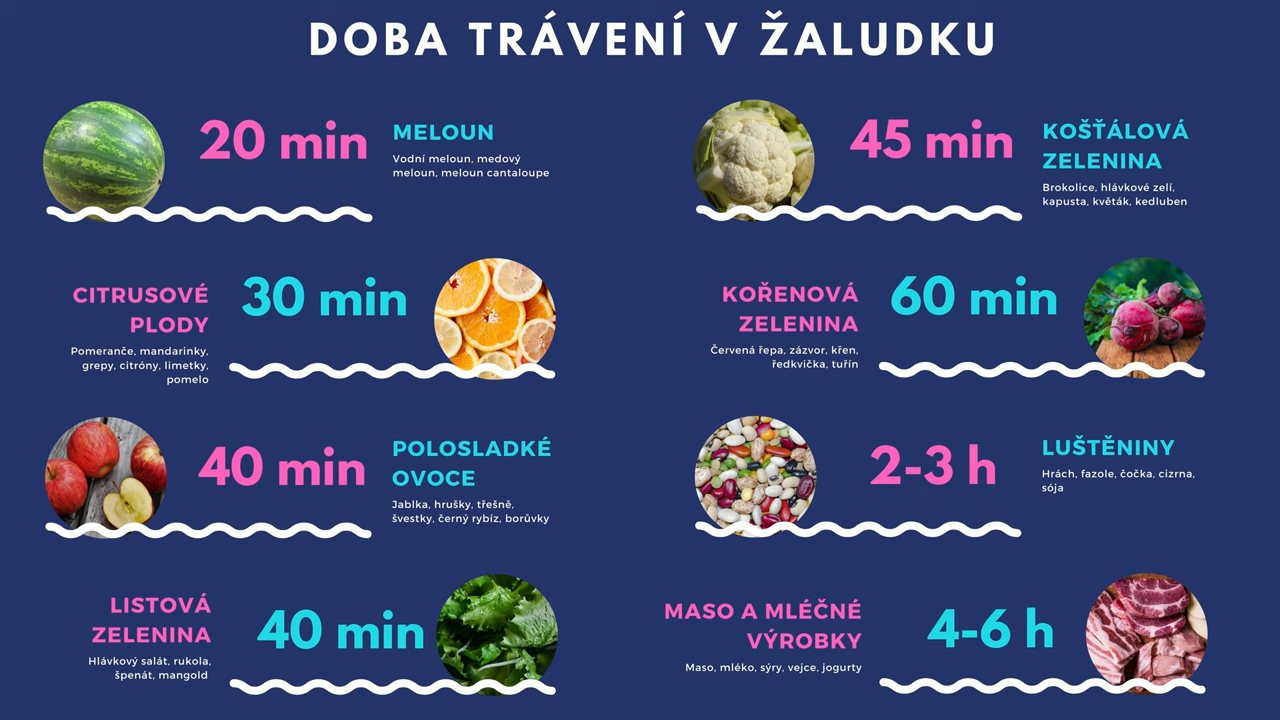 DOBA TRÁVENÍ V ŽALUDKU
20 min
MELOUN
Vodní meloun, medový
meloun, meloun cantaloupe
CITRUSOVÉ
PLODY
Pomeranče, mandarinky,
grepy, citróny, limetky,
pomelo
30 min
40 min
POLOSLADKÉ
OVOCE
Jablka, hrušky, třešně,
švestky, černý rybíz, borůvky
LISTOVÁ
ZELENINA
Hlávkový salát, rukola,
špenát, mangold
40 min
45 min
KOŠŤÁLOVÁ
ZELENINA
Brokolice, hlávkové zelí,
kapusta, květák, kedluben
KOŘENOVÁ
ZELENINA
Červená řepa, zázvor, křen,
ředkvička, tuřín
60 min
2-3 h
LUŠTĚNINY
Hrách, fazole, čočka, cizrna,
sója
MASO A MLÉČNÉ
VÝROBKY
Maso, mléko, sýry, vejce, jogurty
4-6 h